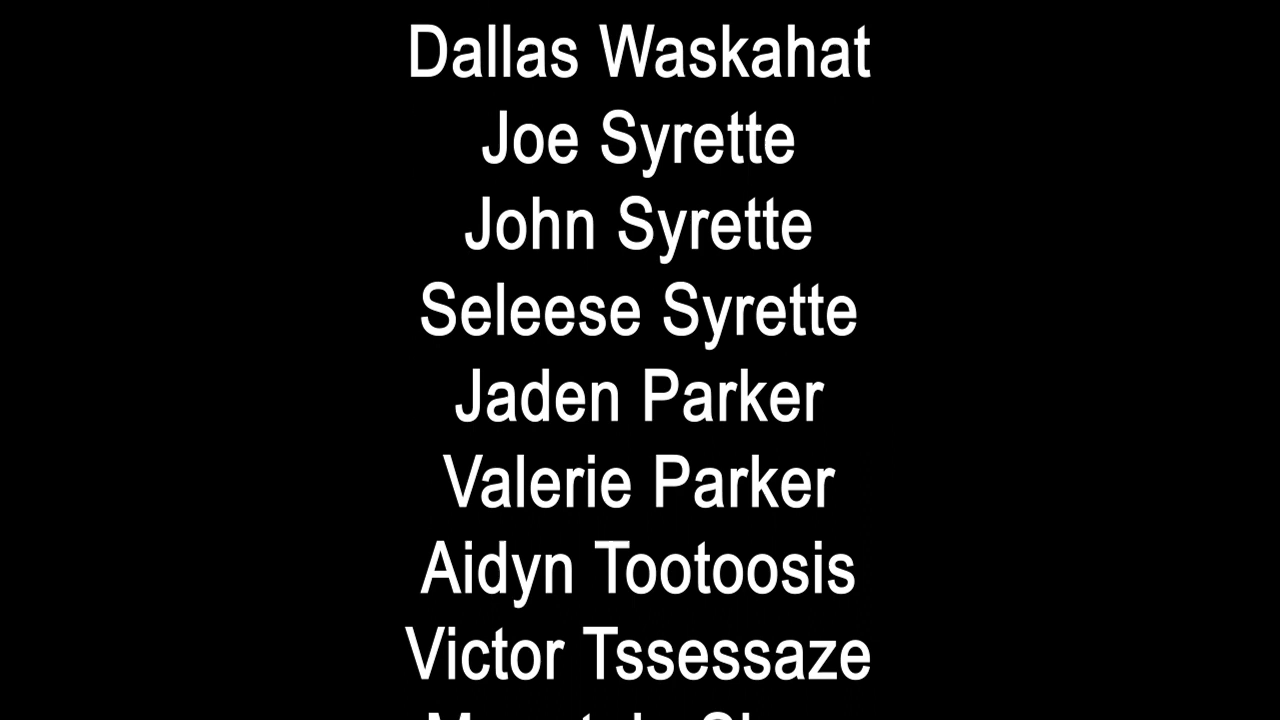 Dallas Waskahat
Joe Syrette
John Syrette
Seleese Syrette
Jaden Parker
Valerie Parker
Aidyn Tootoosis
Victor Tssessaze